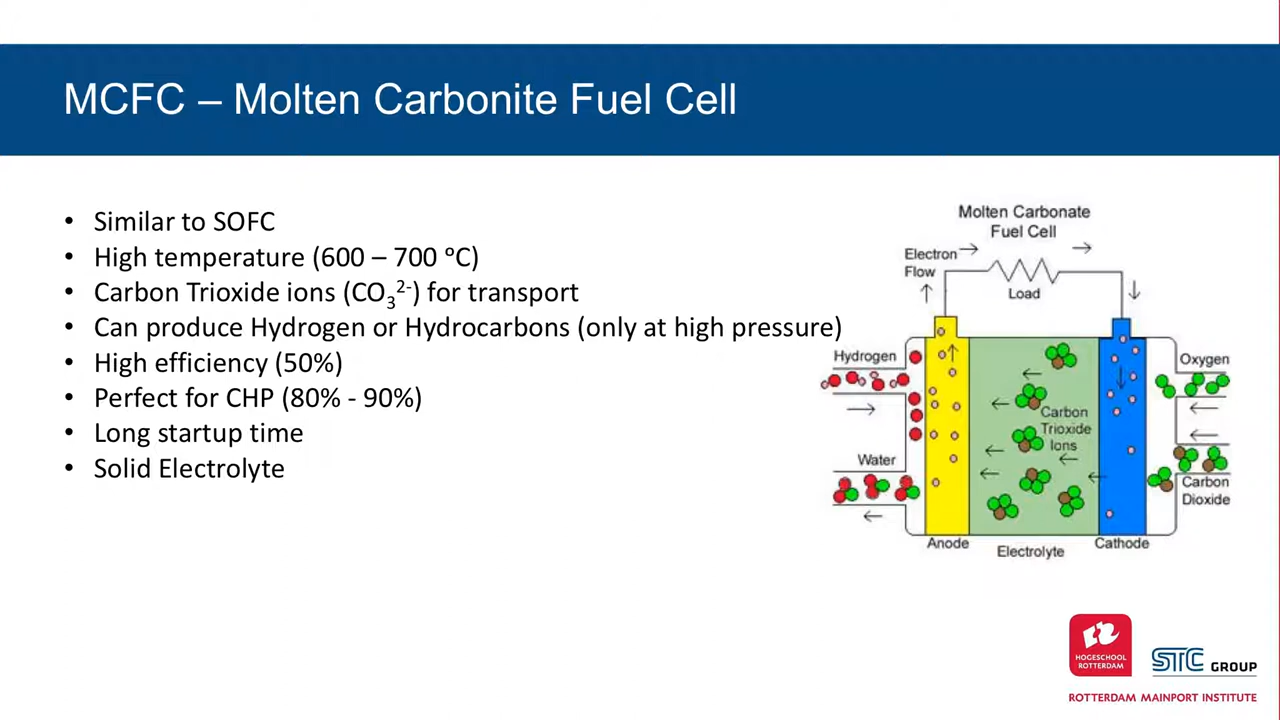 MCFC – Molten Carbonite Fuel Cell
• Similar to SOFC
• High temperature (600 – 700 °C)
• Carbon Trioxide ions (CO₃²⁻) for transport
• Can produce Hydrogen or Hydrocarbons (only at high pressure)
• High efficiency (50%)
• Perfect for CHP (80% - 90%)
• Long startup time
• Solid Electrolyte
Molten Carbonate
Fuel Cell
Electron
Flow
Load
Hydrogen
Oxygen
Carbon
Trioxide
Ions
Water
Carbon
Dioxide
Anode
Electrolyte
Cathode
HOGESCHOOL
ROTTERDAM
STC GROUP
ROTTERDAM MAINPORT INSTITUTE